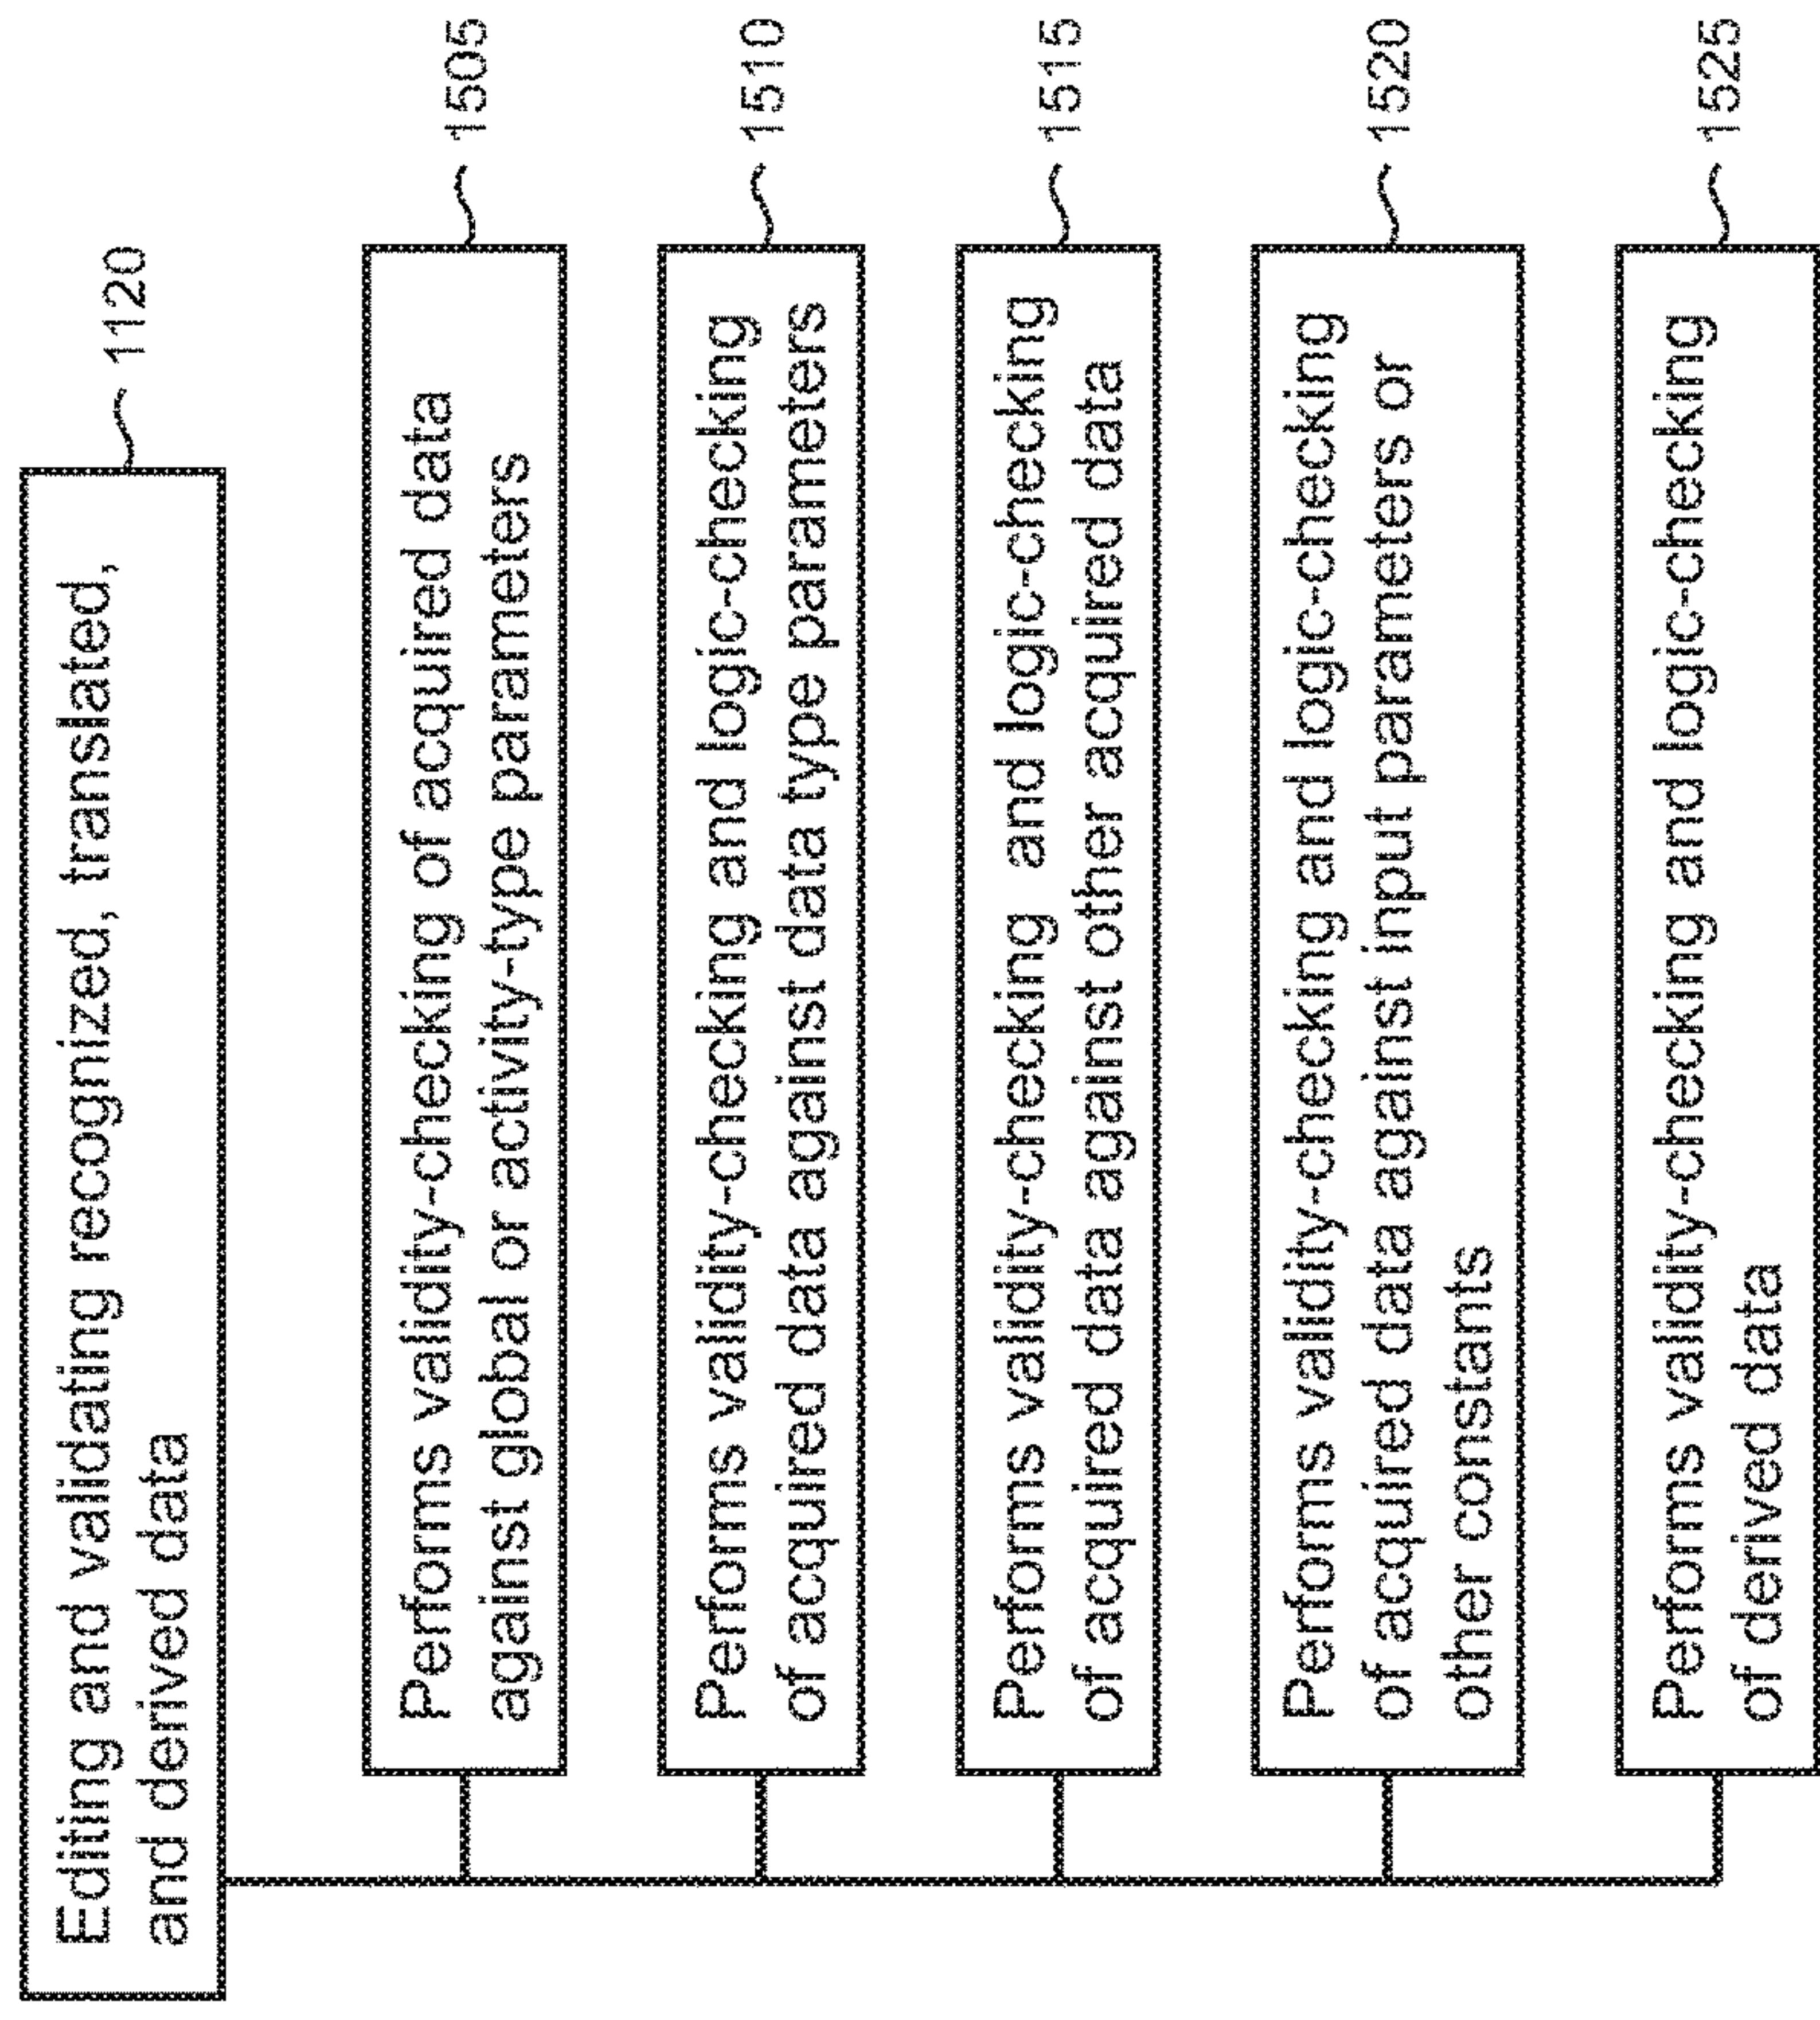 Editing and validating recognized, translated,
and derived data
1120
Performs validity-checking of acquired data
against global or activity-type parameters
1505
Performs validity-checking and logic-checking
of acquired data against data type parameters
1510
Performs validity-checking and logic-checking
of acquired data against other acquired data
1515
Performs validity-checking and logic-checking
of acquired data against input parameters or
other constants
1520
Performs validity-checking and logic-checking
of derived data
1525